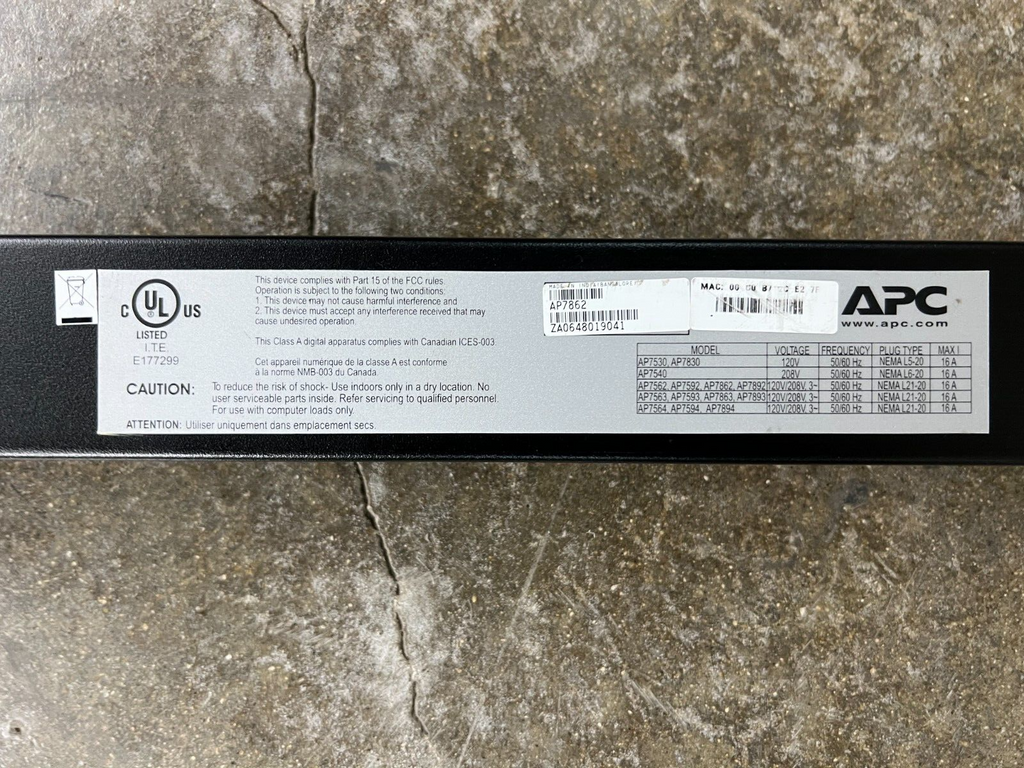 C UL US
LISTED
I.T.E.
E177299
This device complies with Part 15 of the FCC rules.
Operation is subject to the following two conditions:
1. This device may not cause harmful interference and
2. This device must accept any interference received that may
cause undesired operation.
This Class A digital apparatus complies with Canadian ICES-003
Cet appareil numérique de la classe A est conforme
à la norme NMB-003 du Canada.
CAUTION: To reduce the risk of shock- Use indoors only in a dry location. No
user serviceable parts inside. Refer servicing to qualified personnel.
For use with computer loads only.
ATTENTION: Utiliser uniquement dans emplacement secs.
MADE IN
AP7862
ZA0648019041
MAC: 00 C0 B7
APC
www.apc.com
MODEL VOLTAGE FREQUENCY PLUG TYPE MAX I
AP7530, AP7830 120V 50/60 Hz NEMA L5-20 16 A
AP7540 208V 50/60 Hz NEMA L6-20 16 A
AP7562, AP7592, AP7862, AP7892 120V/208V, 3~ 50/60 Hz NEMA L21-20 16 A
AP7563, AP7593, AP7863, AP7893 120V/208V, 3~ 50/60 Hz NEMA L21-20 16 A
AP7564, AP7594, AP7894 120V/208V, 3~ 50/60 Hz NEMA L21-20 16 A